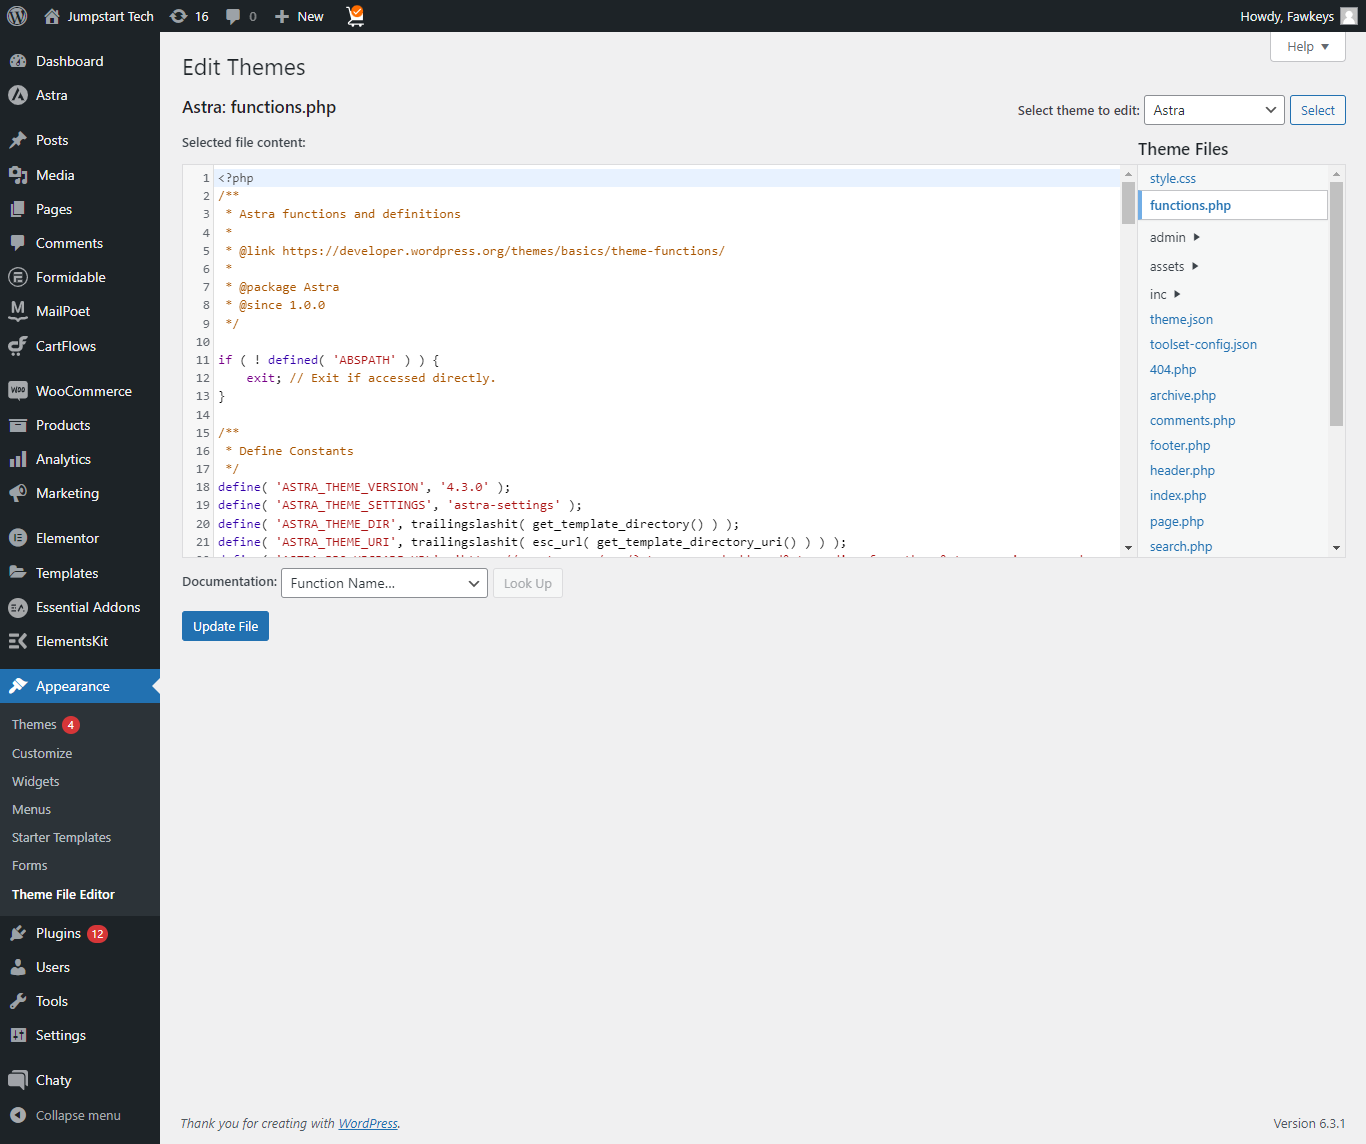 Jumpstart Tech 16 0 New Howdy, Fawkeys
Help
Dashboard
Astra
Posts
Media
Pages
Comments
Formidable
MailPoet
CartFlows
WooCommerce
Products
Analytics
Marketing
Elementor
Templates
Essential Addons
ElementsKit
Appearance
Themes 4
Customize
Widgets
Menus
Starter Templates
Forms
Theme File Editor
Plugins 12
Users
Tools
Settings
Chaty
Collapse menu
Edit Themes
Astra: functions.php
Select theme to edit: Astra Select
Selected file content:
1 <?php
2 /**
3 * Astra functions and definitions
4 *
5 * @link https://developer.wordpress.org/themes/basics/theme-functions/
6 *
7 * @package Astra
8 * @since 1.0.0
9 */
10
11 if ( ! defined( 'ABSPATH' ) ) {
12 exit; // Exit if accessed directly.
13 }
14
15 /**
16 * Define Constants
17 */
18 define( 'ASTRA_THEME_VERSION', '4.3.0' );
19 define( 'ASTRA_THEME_SETTINGS', 'astra-settings' );
20 define( 'ASTRA_THEME_DIR', trailingslashit( get_template_directory() ) );
21 define( 'ASTRA_THEME_URI', trailingslashit( esc_url( get_template_directory_uri() ) ) );
Theme Files
style.css
functions.php
admin
assets
inc
theme.json
toolset-config.json
404.php
archive.php
comments.php
footer.php
header.php
index.php
page.php
search.php
Documentation: Function Name... Look Up
Update File
Thank you for creating with WordPress.
Version 6.3.1